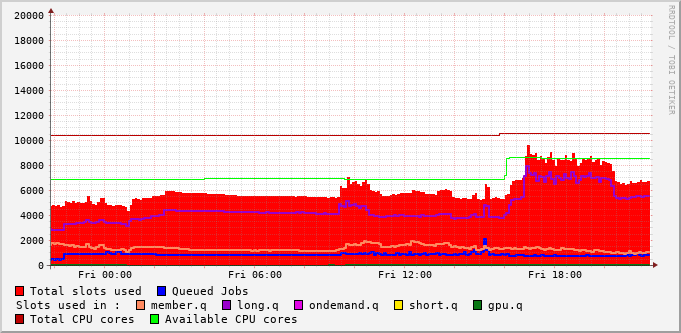 20000
18000
16000
14000
12000
10000
8000
6000
4000
2000
0
Fri 00:00 Fri 06:00 Fri 12:00 Fri 18:00
Total slots used Queued Jobs
Slots used in : member.q long.q ondemand.q short.q gpu.q
Total CPU cores Available CPU cores
RRDTOOL / TOBI OETIKER